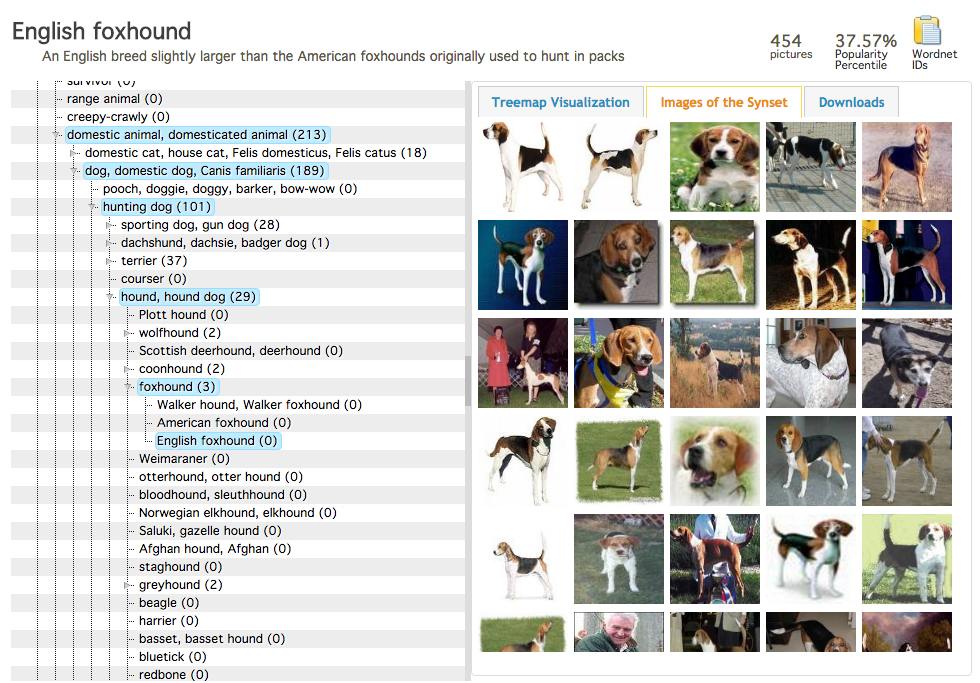 English foxhound
An English breed slightly larger than the American foxhounds originally used to hunt in packs
454
pictures
37.57%
Popularity
Percentile
Wordnet
IDs
survivor (0)
range animal (0)
creepy-crawly (0)
domestic animal, domesticated animal (213)
domestic cat, house cat, Felis domesticus, Felis catus (18)
dog, domestic dog, Canis familiaris (189)
pooch, doggie, doggy, barker, bow-wow (0)
hunting dog (101)
sporting dog, gun dog (28)
dachshund, dachsie, badger dog (1)
terrier (37)
courser (0)
hound, hound dog (29)
Plott hound (0)
wolfhound (2)
Scottish deerhound, deerhound (0)
coonhound (2)
foxhound (3)
Walker hound, Walker foxhound (0)
American foxhound (0)
English foxhound (0)
Weimaraner (0)
otterhound, otter hound (0)
bloodhound, sleuthhound (0)
Norwegian elkhound, elkhound (0)
Saluki, gazelle hound (0)
Afghan hound, Afghan (0)
staghound (0)
greyhound (2)
beagle (0)
harrier (0)
basset, basset hound (0)
bluetick (0)
redbone (0)
Treemap Visualization
Images of the Synset
Downloads